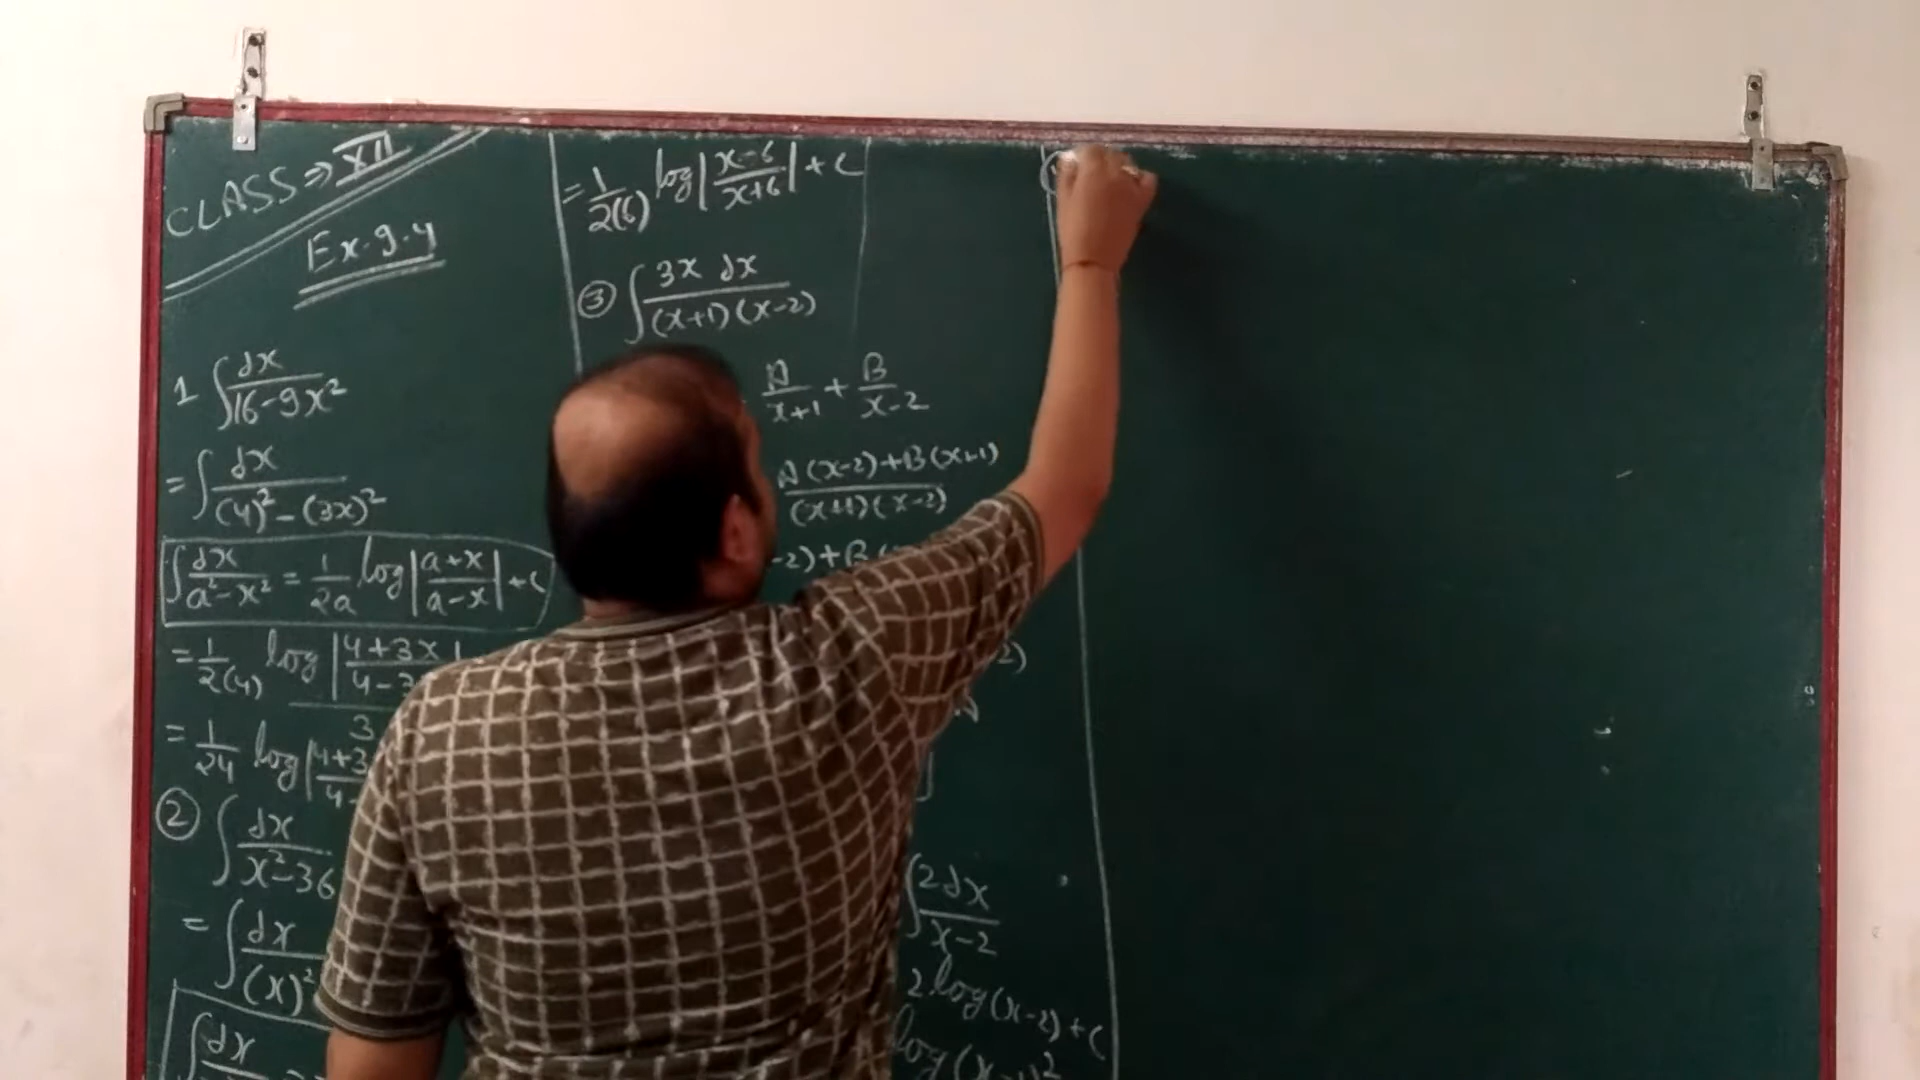 CLASS ⇒ XII
Ex-9.4
1 ∫ dx / 16-9x²
= ∫ dx / (4)² - (3x)²
∫ dx / a²-x² = 1/2a log |a+x / a-x| + C
= 1/2(4) log |4+3x / 4-3
3
= 1/24 log |4+3 / 4-
② ∫ dx / x²-36
= ∫ dx / (x)²
∫ dx
= 1/2(6) log |x-6 / x+6| + C
③ ∫ 3x dx / (x+1)(x-2)
A/x+1 + B/x-2
A(x-2)+B(x+1) / (x+1)(x-2)
-2)+B
2)
∫ 2dx / x-2
2 log(x-2)+C
log